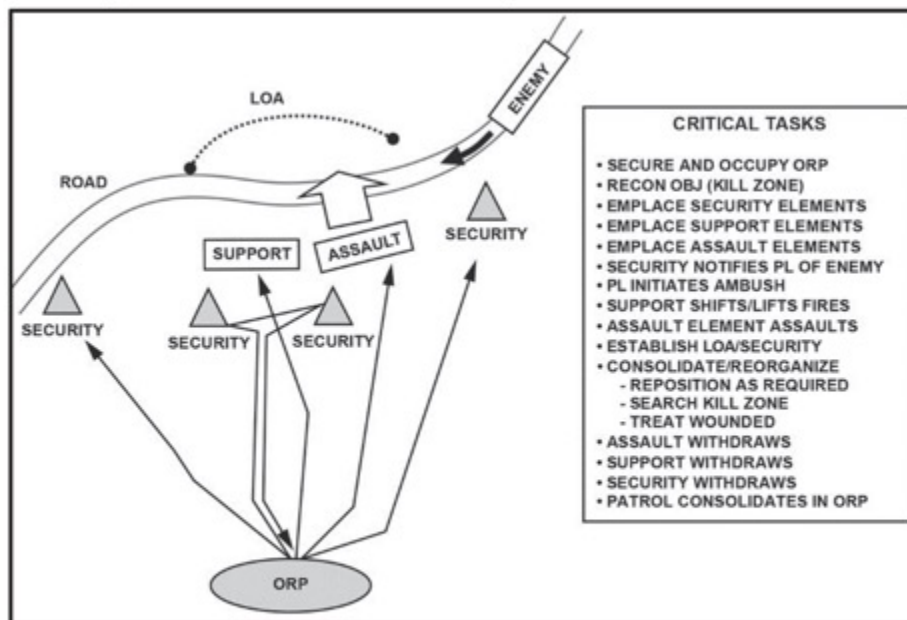 LOA
ENEMY
ROAD
SUPPORT
ASSAULT
SECURITY
SECURITY
SECURITY
SECURITY
ORP
CRITICAL TASKS
• SECURE AND OCCUPY ORP
• RECON OBJ (KILL ZONE)
• EMPLACE SECURITY ELEMENTS
• EMPLACE SUPPORT ELEMENTS
• EMPLACE ASSAULT ELEMENTS
• SECURITY NOTIFIES PL OF ENEMY
• PL INITIATES AMBUSH
• SUPPORT SHIFTS/LIFTS FIRES
• ASSAULT ELEMENT ASSAULTS
• ESTABLISH LOA/SECURITY
• CONSOLIDATE/REORGANIZE
- REPOSITION AS REQUIRED
- SEARCH KILL ZONE
- TREAT WOUNDED
• ASSAULT WITHDRAWS
• SUPPORT WITHDRAWS
• SECURITY WITHDRAWS
• PATROL CONSOLIDATES IN ORP